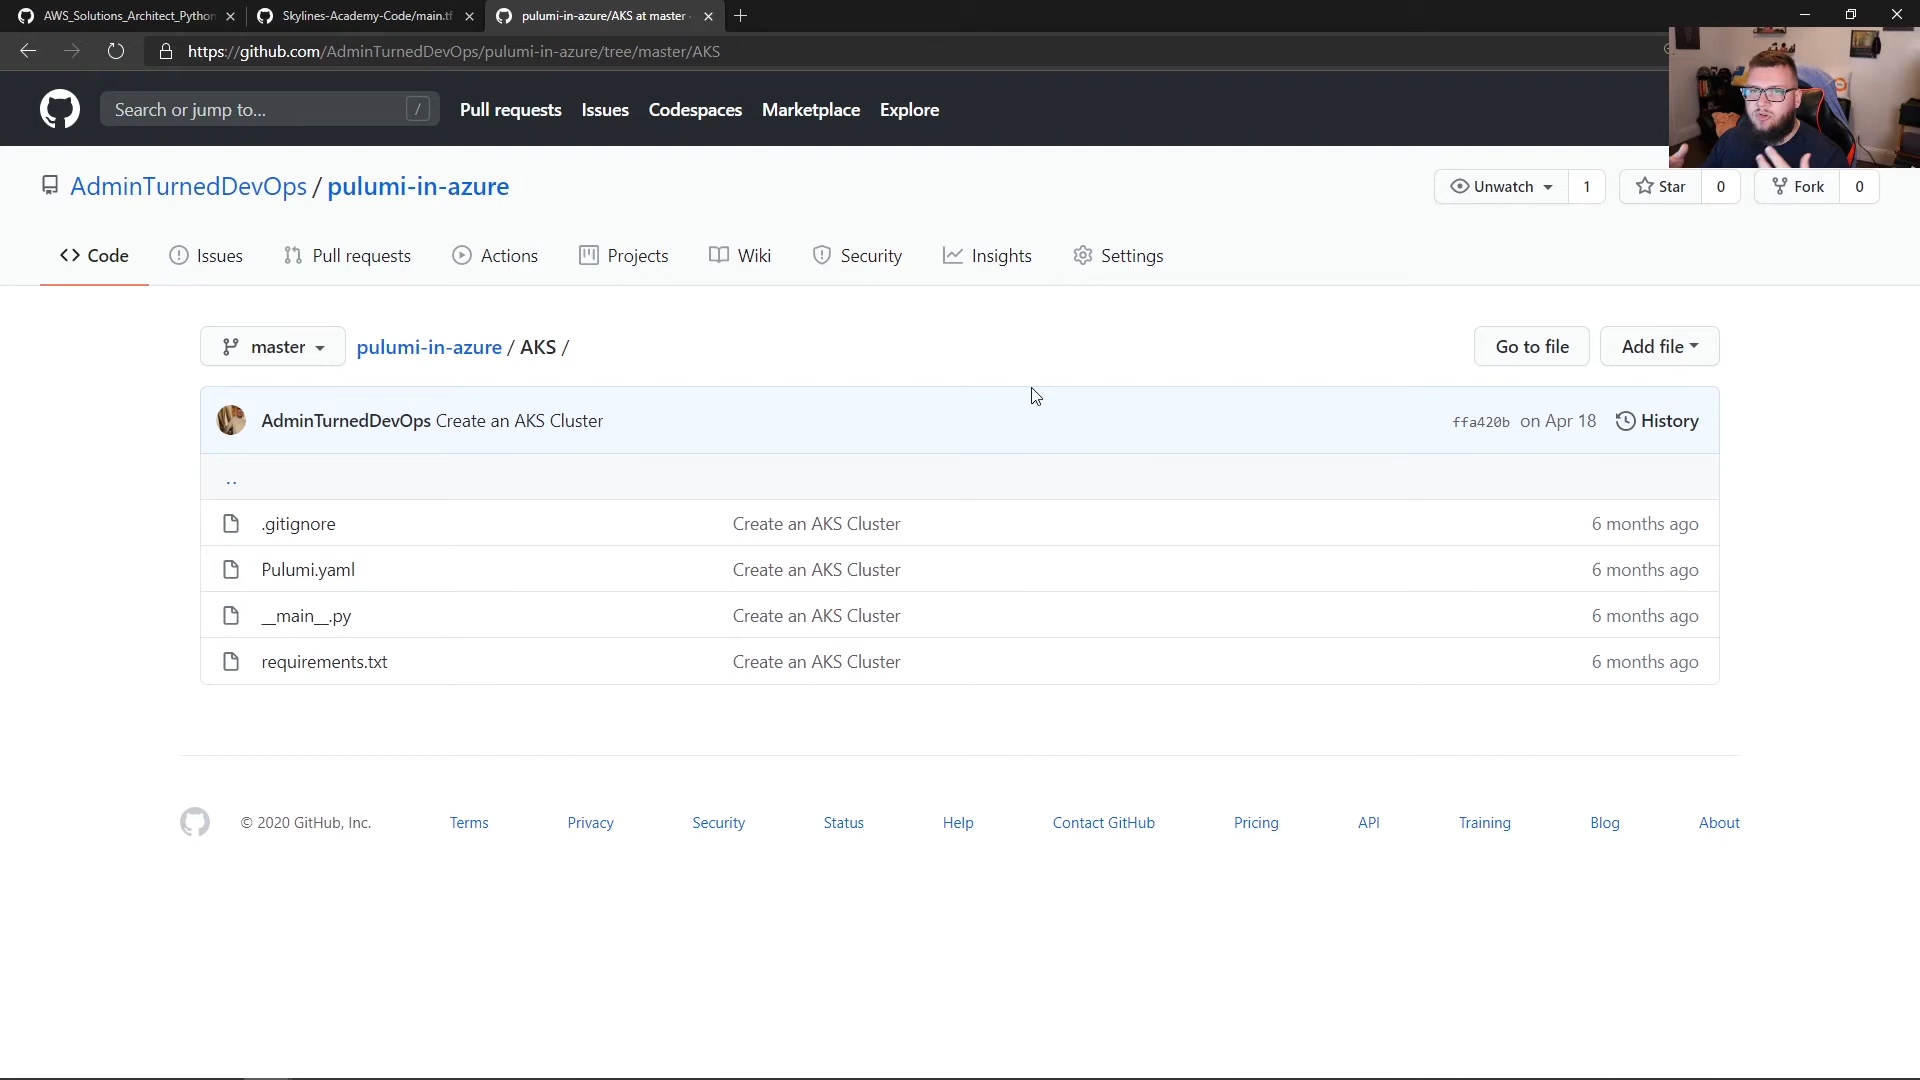 AWS_Solutions_Architect_Python
Skylines-Academy-Code/main.tf
pulumi-in-azure/AKS at master
https://github.com/AdminTurnedDevOps/pulumi-in-azure/tree/master/AKS
Search or jump to...
/
Pull requests
Issues
Codespaces
Marketplace
Explore
AdminTurnedDevOps / pulumi-in-azure
Unwatch
1
Star
0
Fork
0
Code
Issues
Pull requests
Actions
Projects
Wiki
Security
Insights
Settings
master
pulumi-in-azure / AKS /
Go to file
Add file
AdminTurnedDevOps Create an AKS Cluster
ffa420b on Apr 18
History
..
.gitignore
Create an AKS Cluster
6 months ago
Pulumi.yaml
Create an AKS Cluster
6 months ago
__main__.py
Create an AKS Cluster
6 months ago
requirements.txt
Create an AKS Cluster
6 months ago
© 2020 GitHub, Inc.
Terms
Privacy
Security
Status
Help
Contact GitHub
Pricing
API
Training
Blog
About